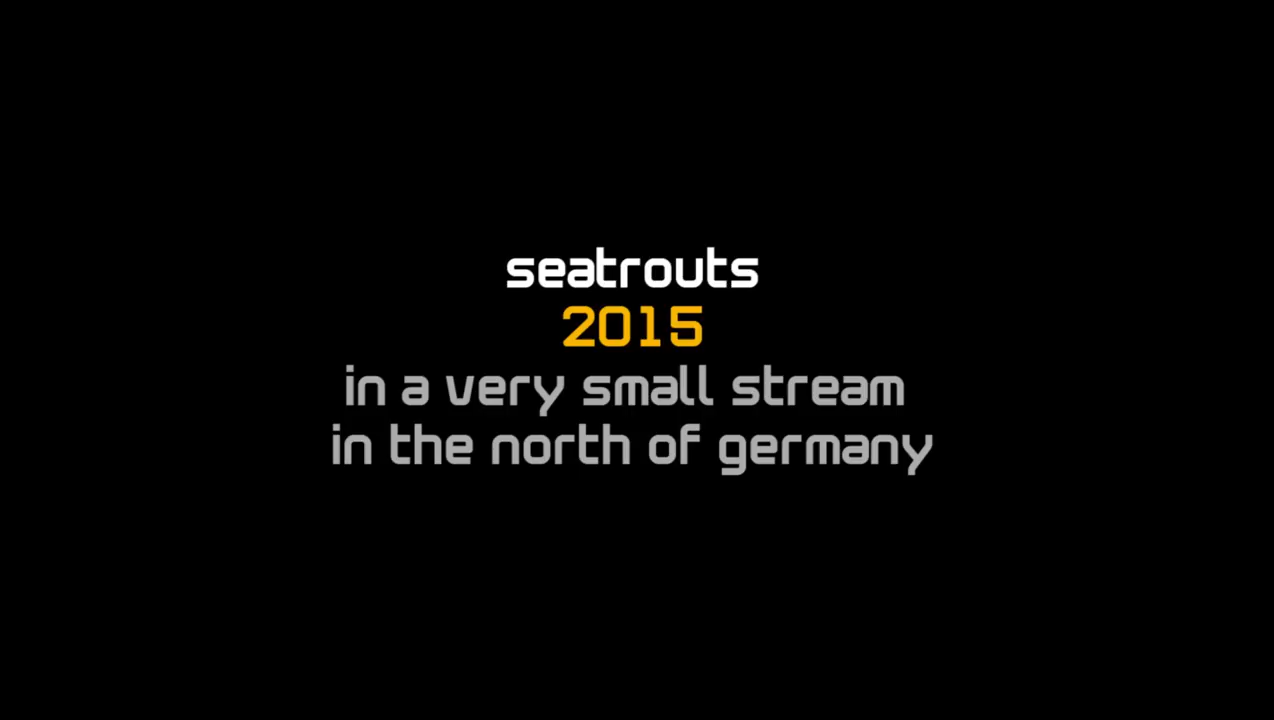 seatrouts
2015
in a very small stream
in the north of germany